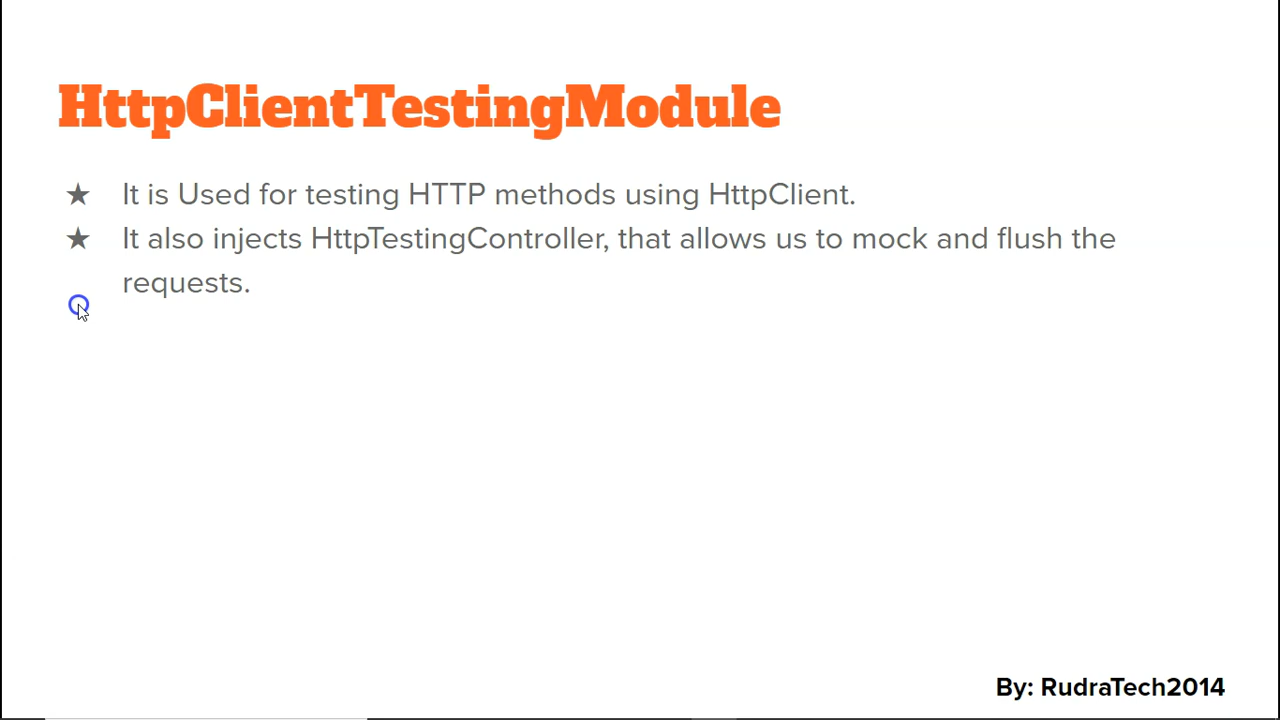 HttpClientTestingModule
★ It is Used for testing HTTP methods using HttpClient.
★ It also injects HttpTestingController, that allows us to mock and flush the
requests.
By: RudraTech2014